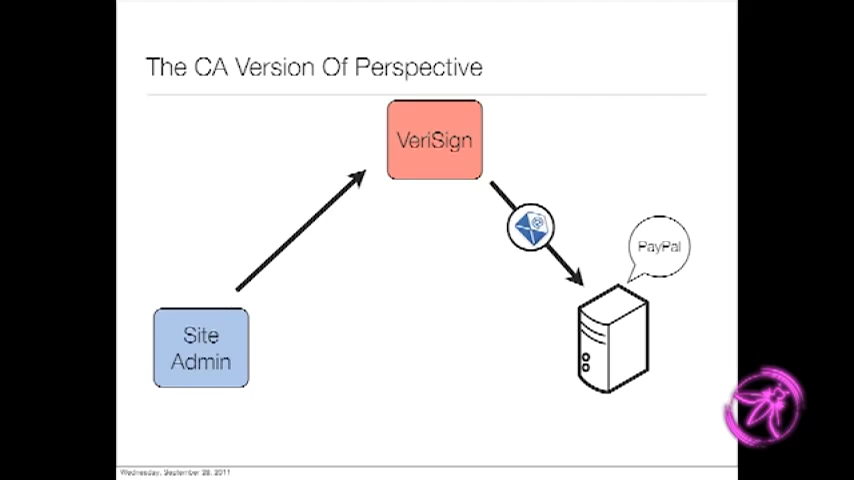 The CA Version Of Perspective
VeriSign
@
PayPal
Site
Admin
Wednesday, September 28, 2011